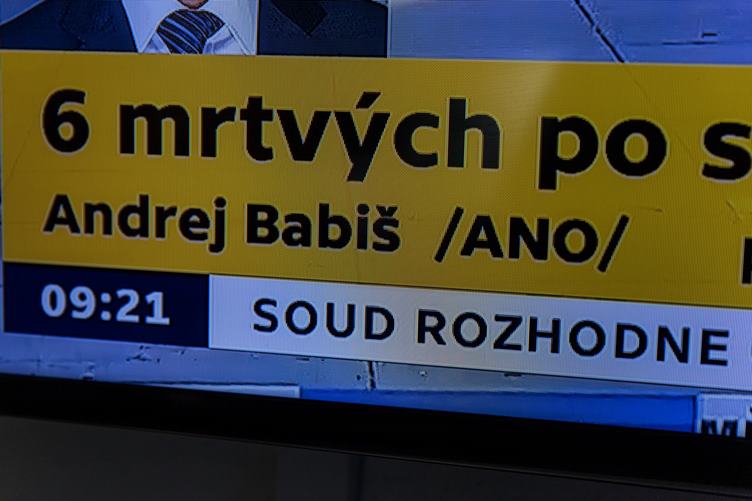 6 mrtvých po s
Andrej Babiš /ANO/
09:21 SOUD ROZHODNE